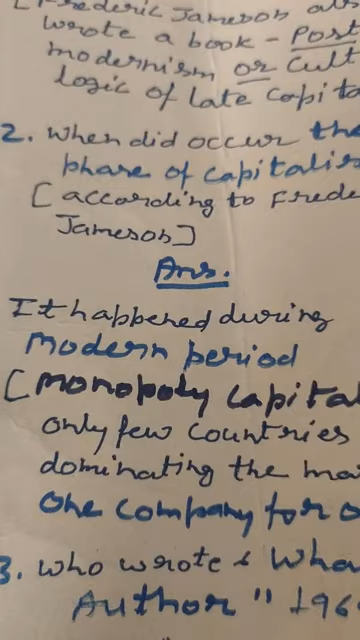 [Frederic Jameson als
wrote a book - Post
modernism or Cult
logic of late capita
2. When did occur the
phase of capitalis
[according to Frede
Jameson]
Ans.
It happened during
modern period
[monopoly capital
only few countries
dominating the ma
one company for o
3. Who wrote & Wha
Author" 196